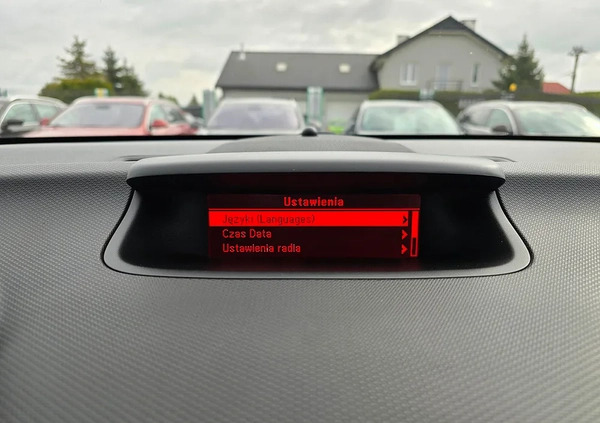 Ustawienia
Języki (Languages)
Czas Data
Ustawienia radia